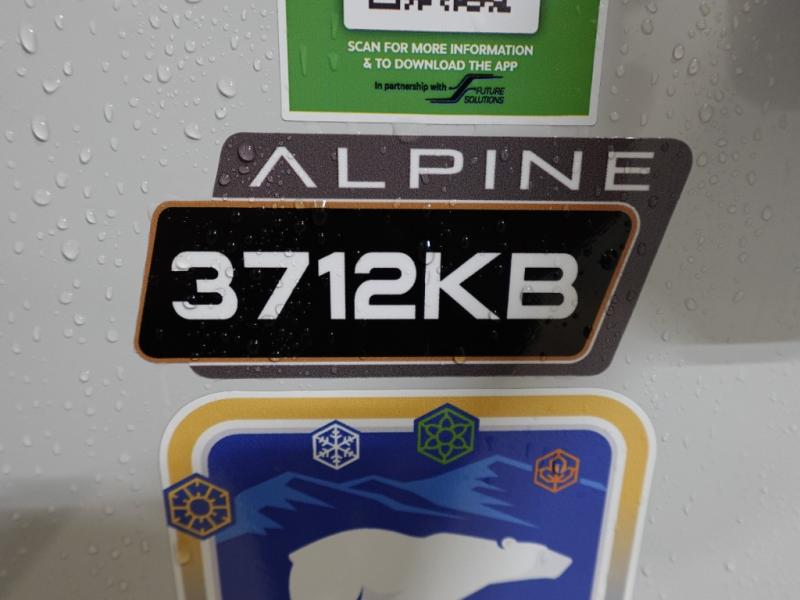 SCAN FOR MORE INFORMATION
& TO DOWNLOAD THE APP
In partnership with FUTURE
SOLUTIONS
ALPINE
3712KB